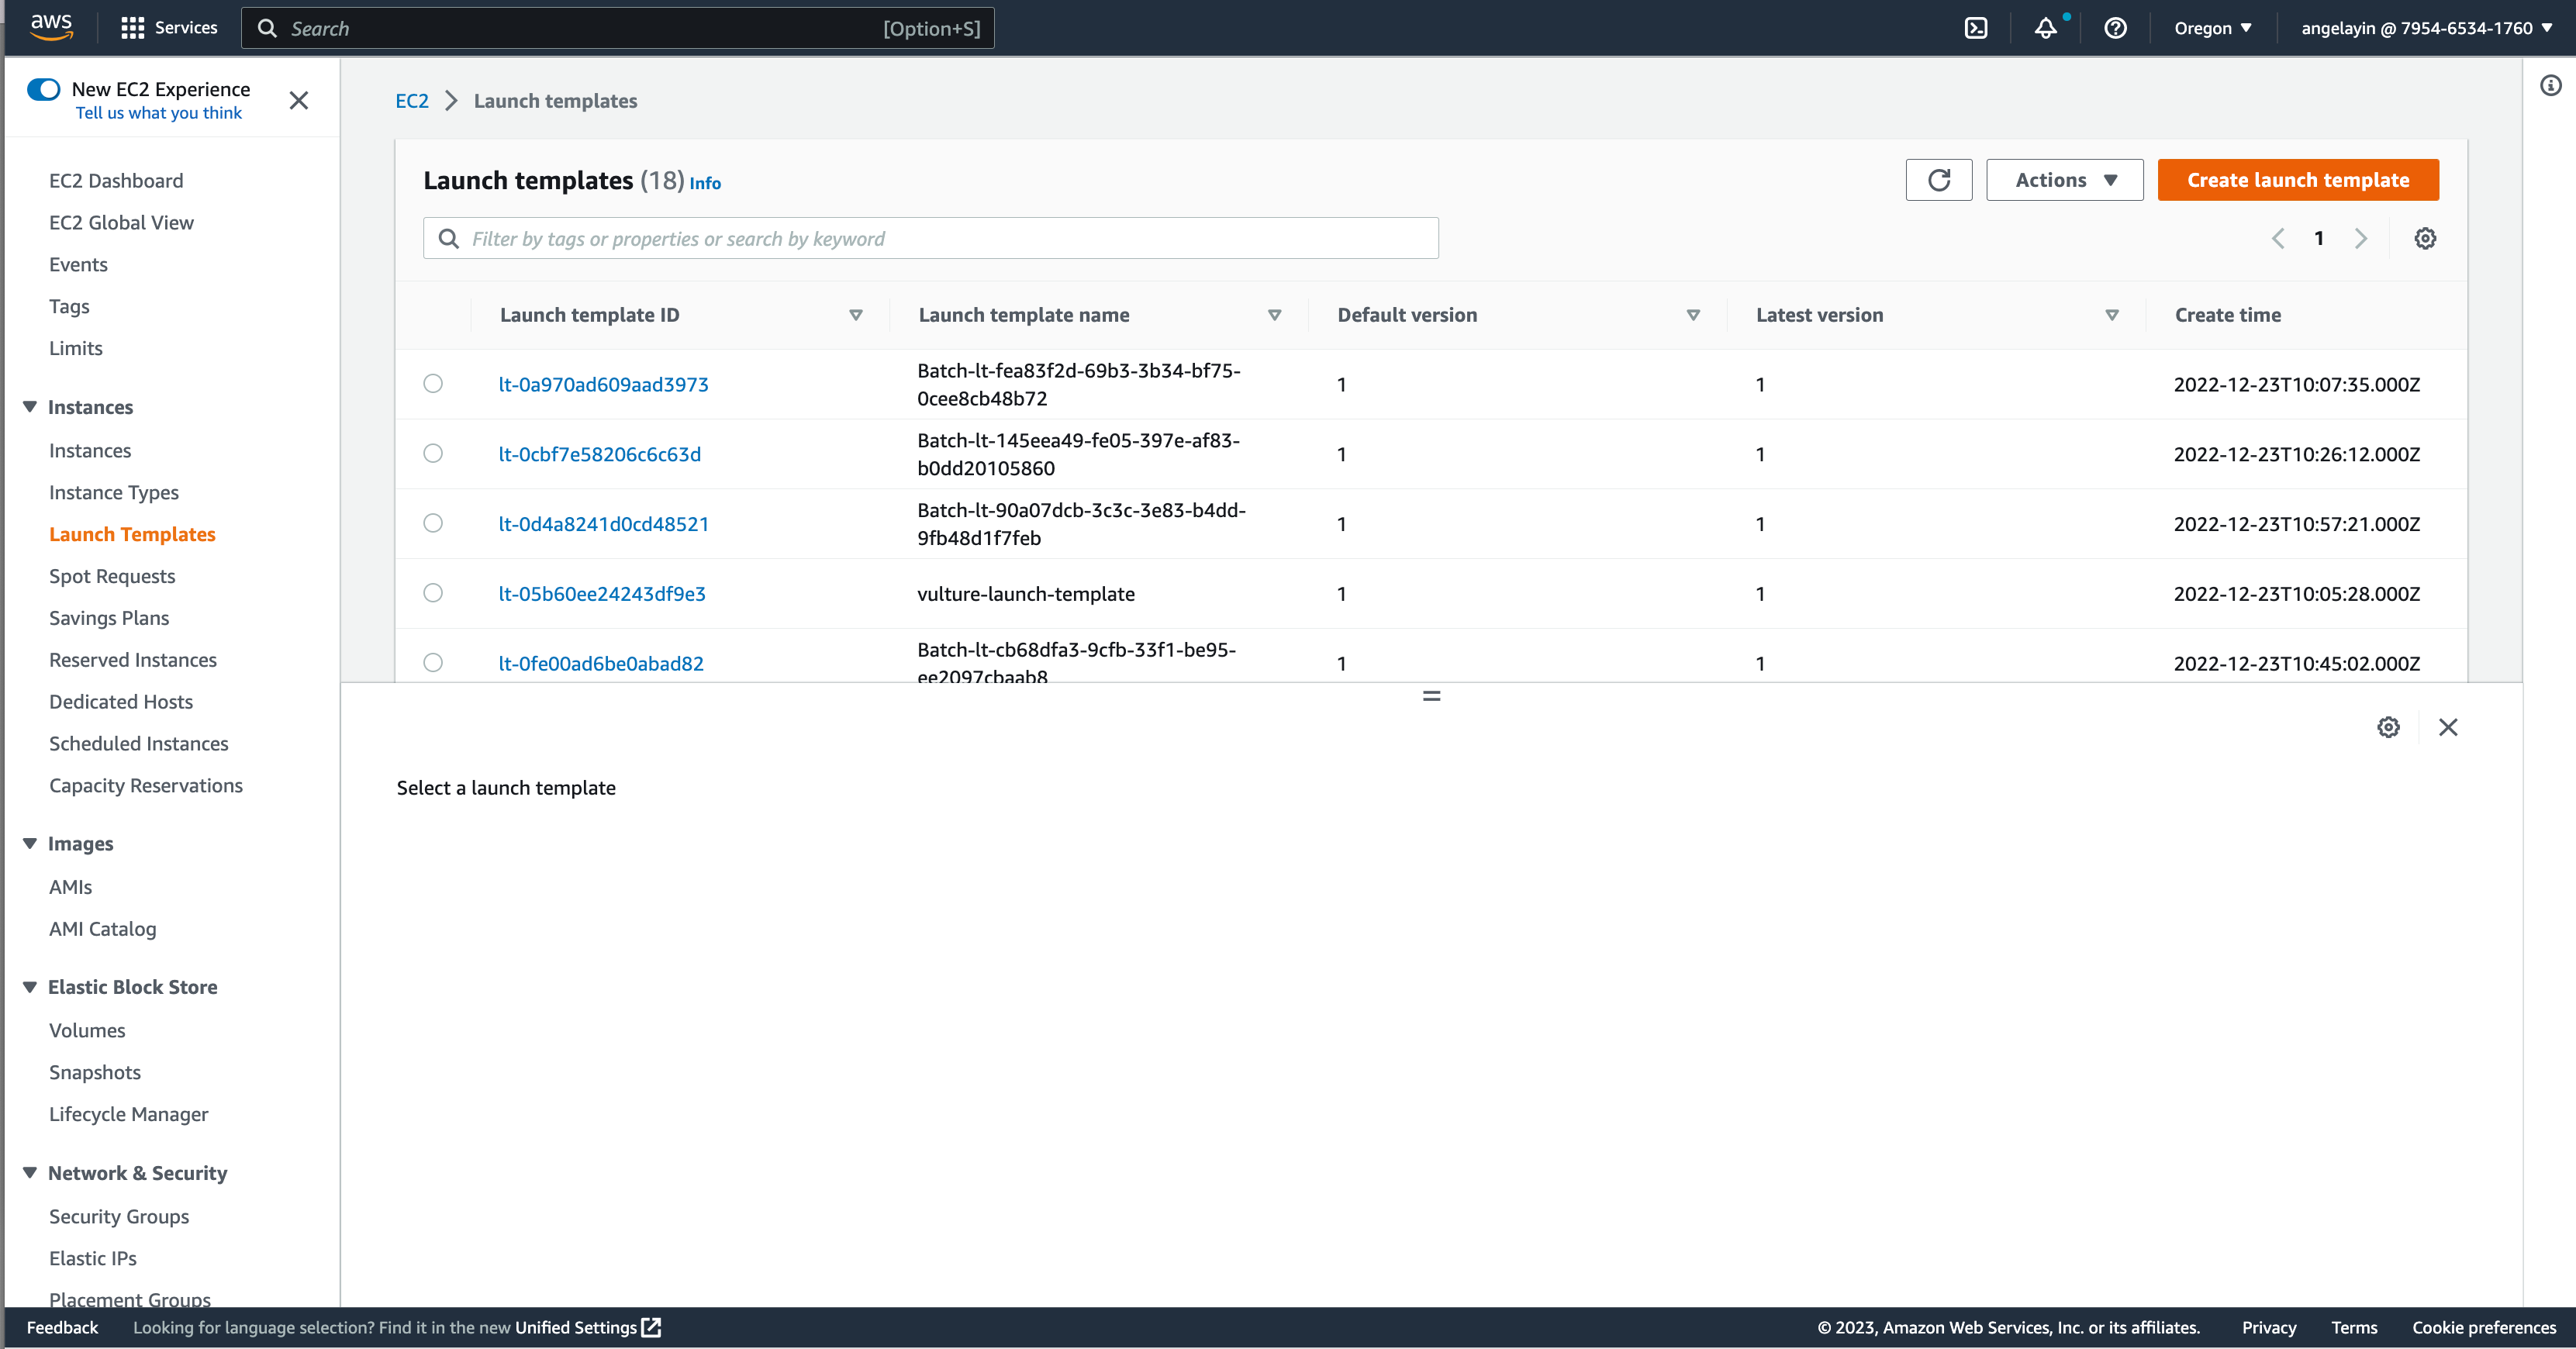 aws
Services
Search [Option+S]
Oregon
angelayin @ 7954-6534-1760
New EC2 Experience
Tell us what you think
EC2 Dashboard
EC2 Global View
Events
Tags
Limits
Instances
Instances
Instance Types
Launch Templates
Spot Requests
Savings Plans
Reserved Instances
Dedicated Hosts
Scheduled Instances
Capacity Reservations
Images
AMIs
AMI Catalog
Elastic Block Store
Volumes
Snapshots
Lifecycle Manager
Network & Security
Security Groups
Elastic IPs
Placement Groups
EC2 > Launch templates
Launch templates (18) Info
Actions
Create launch template
Filter by tags or properties or search by keyword
1
Launch template ID Launch template name Default version Latest version Create time
lt-0a970ad609aad3973 Batch-lt-fea83f2d-69b3-3b34-bf75- 1 1 2022-12-23T10:07:35.000Z
0cee8cb48b72
lt-0cbf7e58206c6c63d Batch-lt-145eea49-fe05-397e-af83- 1 1 2022-12-23T10:26:12.000Z
b0dd20105860
lt-0d4a8241d0cd48521 Batch-lt-90a07dcb-3c3c-3e83-b4dd- 1 1 2022-12-23T10:57:21.000Z
9fb48d1f7feb
lt-05b60ee24243df9e3 vulture-launch-template 1 1 2022-12-23T10:05:28.000Z
lt-0fe00ad6be0abad82 Batch-lt-cb68dfa3-9cfb-33f1-be95- 1 1 2022-12-23T10:45:02.000Z
ee2097cbaab8
Select a launch template
Feedback
Looking for language selection? Find it in the new Unified Settings
© 2023, Amazon Web Services, Inc. or its affiliates.
Privacy
Terms
Cookie preferences